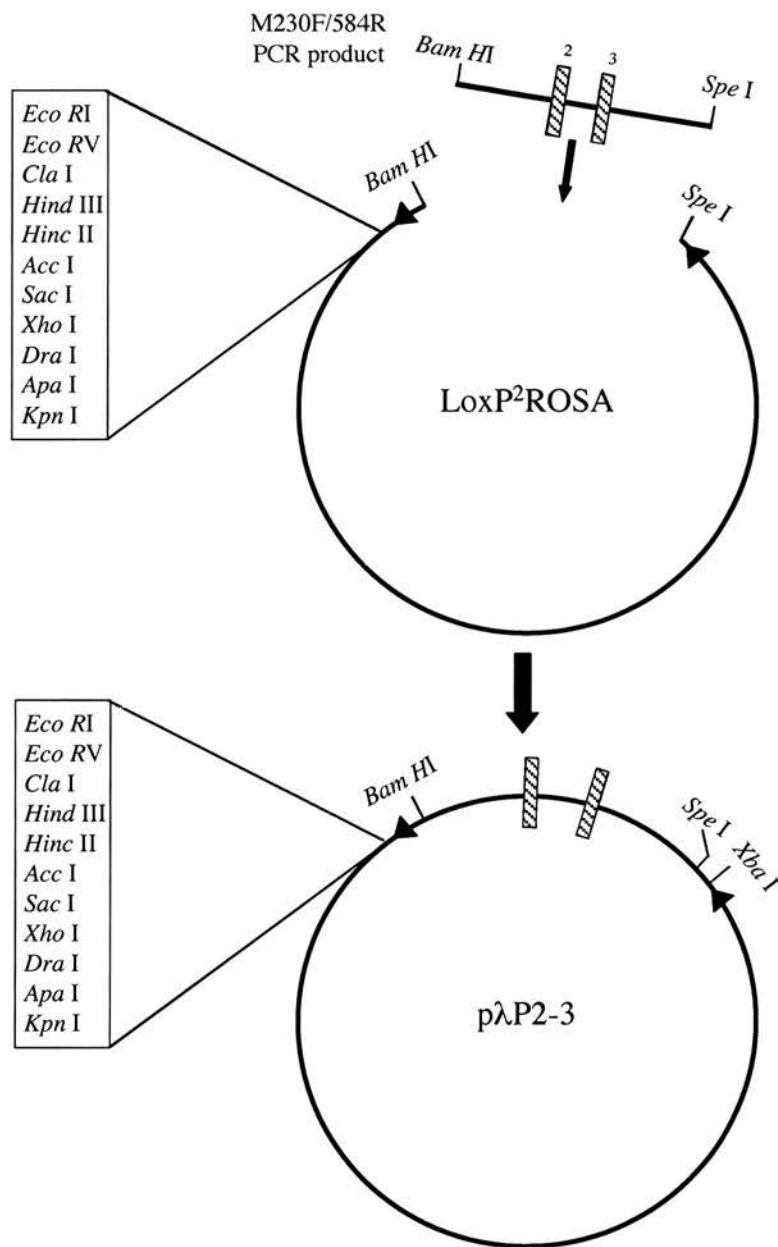 M230F/584R
PCR product
Bam HI
2
3
Spe I
Eco RI
Eco RV
Cla I
Hind III
Hinc II
Acc I
Sac I
Xho I
Dra I
Apa I
Kpn I
Bam HI
Spe I
LoxP²ROSA
Eco RI
Eco RV
Cla I
Hind III
Hinc II
Acc I
Sac I
Xho I
Dra I
Apa I
Kpn I
Bam HI
Spe I
Xba I
pλP2-3